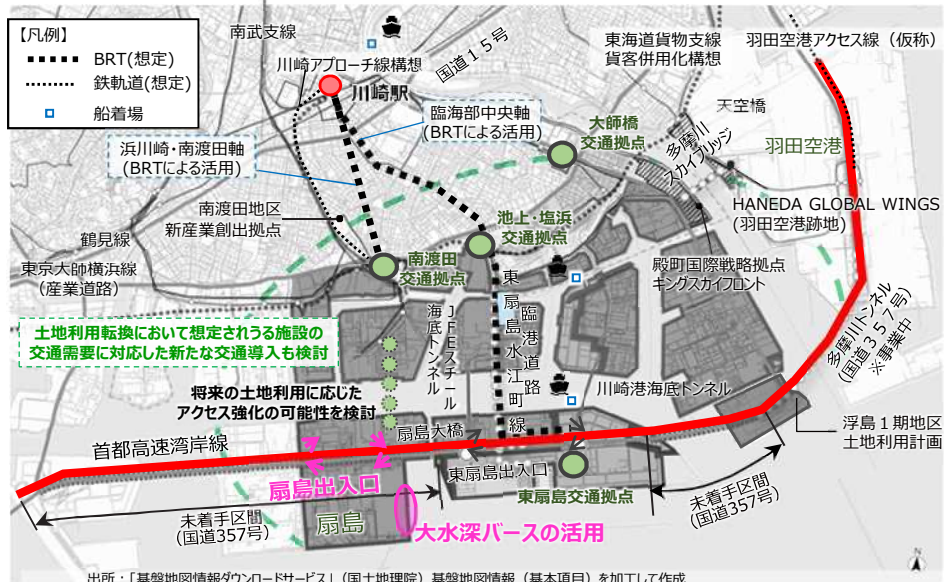 【凡例】
BRT(想定)
鉄軌道(想定)
船着場
南武支線
川崎アプローチ線構想
国道15号
東海道貨物支線
貨客併用化構想
羽田空港アクセス線（仮称）
川崎駅
臨海部中央軸
(BRTによる活用)
大師橋
交通拠点
天空橋
多摩川
スカイブリッジ
羽田空港
浜川崎・南渡田軸
(BRTによる活用)
HANEDA GLOBAL WINGS
(羽田空港跡地)
南渡田地区
新産業創出拠点
池上・塩浜
交通拠点
鶴見線
南渡田
交通拠点
東京大師横浜線
(産業道路)
殿町国際戦略拠点
キングスカイフロント
臨港道路
東扇島水江町線
JFEスチール
海底トンネル
多摩川トンネル
(国道357号)
※事業中
土地利用転換において想定されうる施設の
交通需要に対応した新たな交通導入も検討
将来の土地利用に応じた
アクセス強化の可能性を検討
川崎港海底トンネル
浮島１期地区
土地利用計画
首都高速湾岸線
扇島大橋
扇島出入口
東扇島出入口
東扇島交通拠点
未着手区間
(国道357号)
未着手区間
(国道357号)
扇島
大水深バースの活用
N
出所：「基盤地図情報ダウンロードサービス」（国土地理院）基盤地図情報（基本項目）を加工して作成